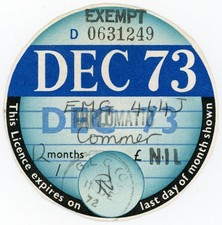 EXEMPT
D 0631249
DEC 73
EMG 464J
DIPLOMATIC
DEC 73
Commer
12 months £ NIL
This Licence expires on last day of month shown